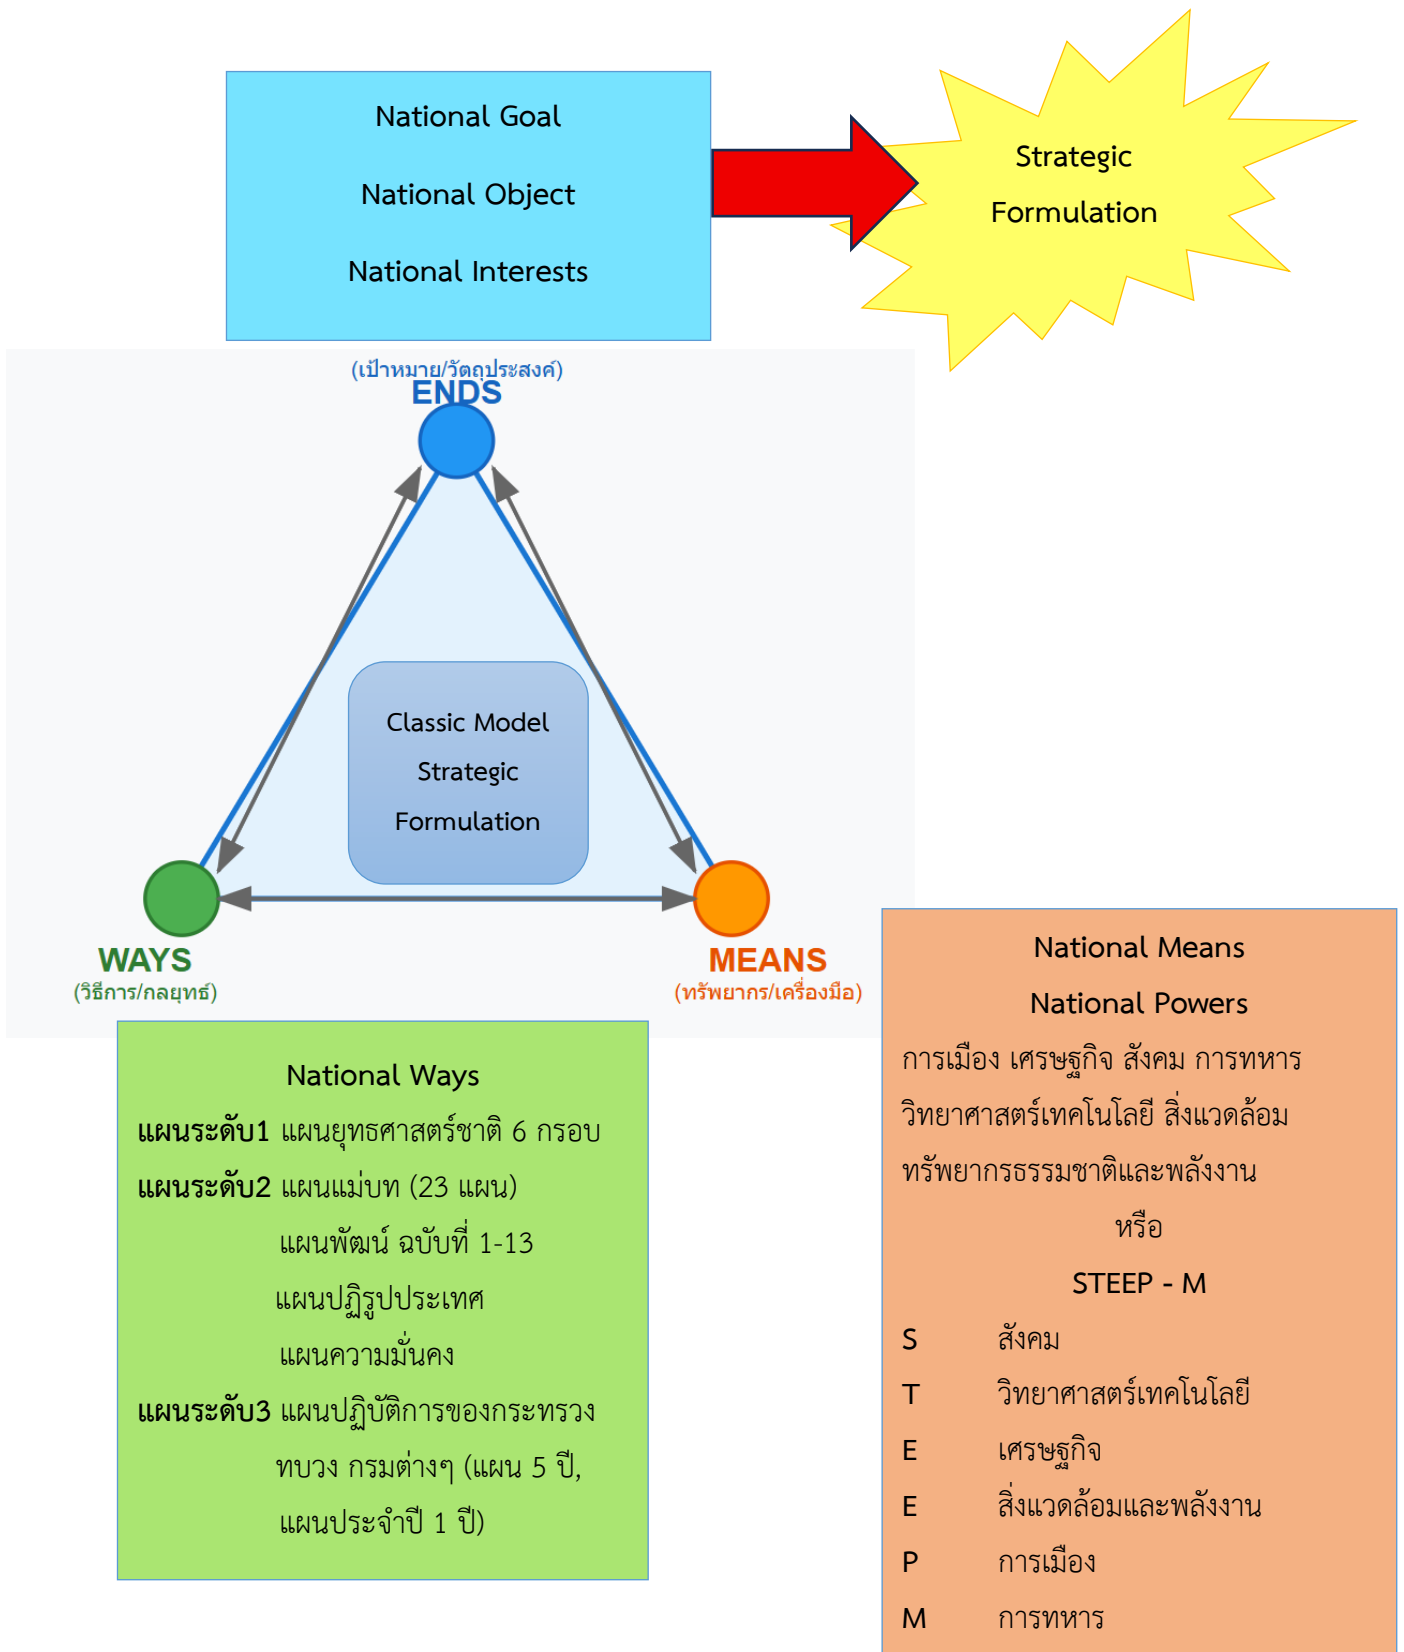 National Goal
National Object
National Interests
Strategic
Formulation
(เป้าหมาย/วัตถุประสงค์)
ENDS
Classic Model
Strategic
Formulation
WAYS
(วิธีการ/กลยุทธ์)
MEANS
(ทรัพยากร/เครื่องมือ)
National Ways
แผนระดับ1 แผนยุทธศาสตร์ชาติ 6 กรอบ
แผนระดับ2 แผนแม่บท (23 แผน)
แผนพัฒน์ ฉบับที่ 1-13
แผนปฏิรูปประเทศ
แผนความมั่นคง
แผนระดับ3 แผนปฏิบัติการของกระทรวง
ทบวง กรมต่างๆ (แผน 5 ปี,
แผนประจำปี 1 ปี)
National Means
National Powers
การเมือง เศรษฐกิจ สังคม การทหาร
วิทยาศาสตร์เทคโนโลยี สิ่งแวดล้อม
ทรัพยากรธรรมชาติและพลังงาน
หรือ
STEEP - M
S สังคม
T วิทยาศาสตร์เทคโนโลยี
E เศรษฐกิจ
E สิ่งแวดล้อมและพลังงาน
P การเมือง
M การทหาร